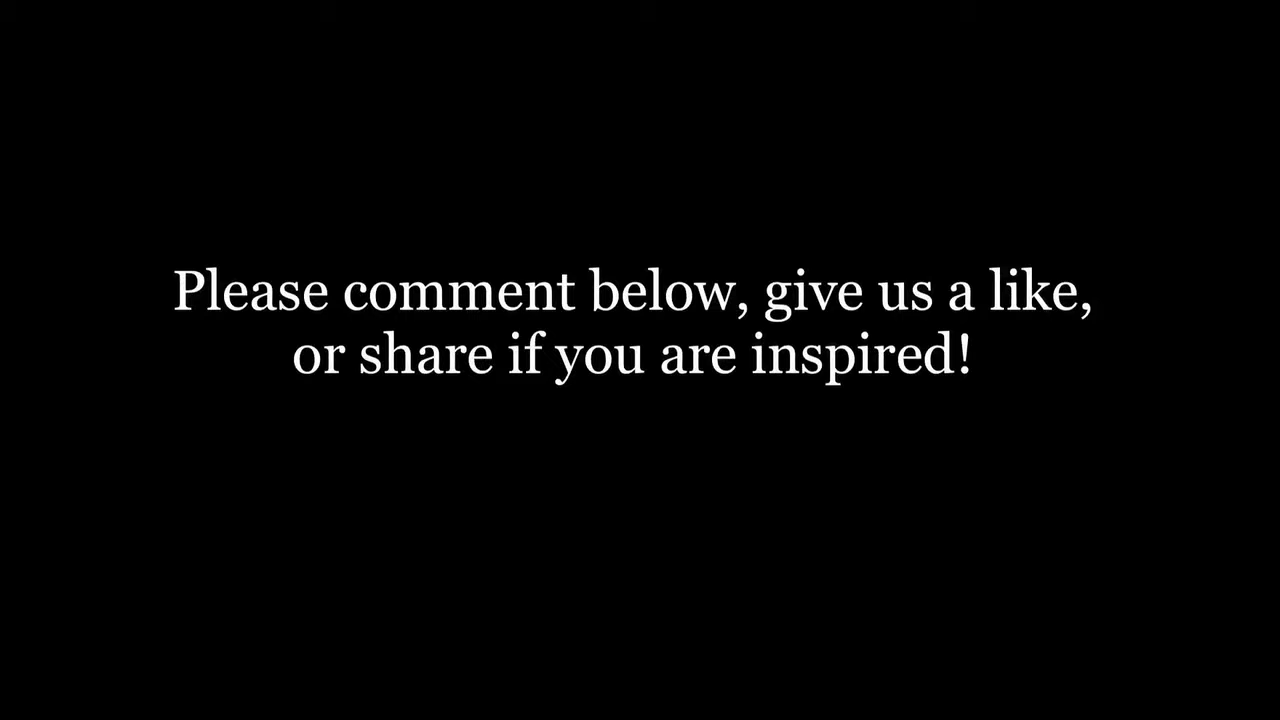 Please comment below, give us a like,
or share if you are inspired!